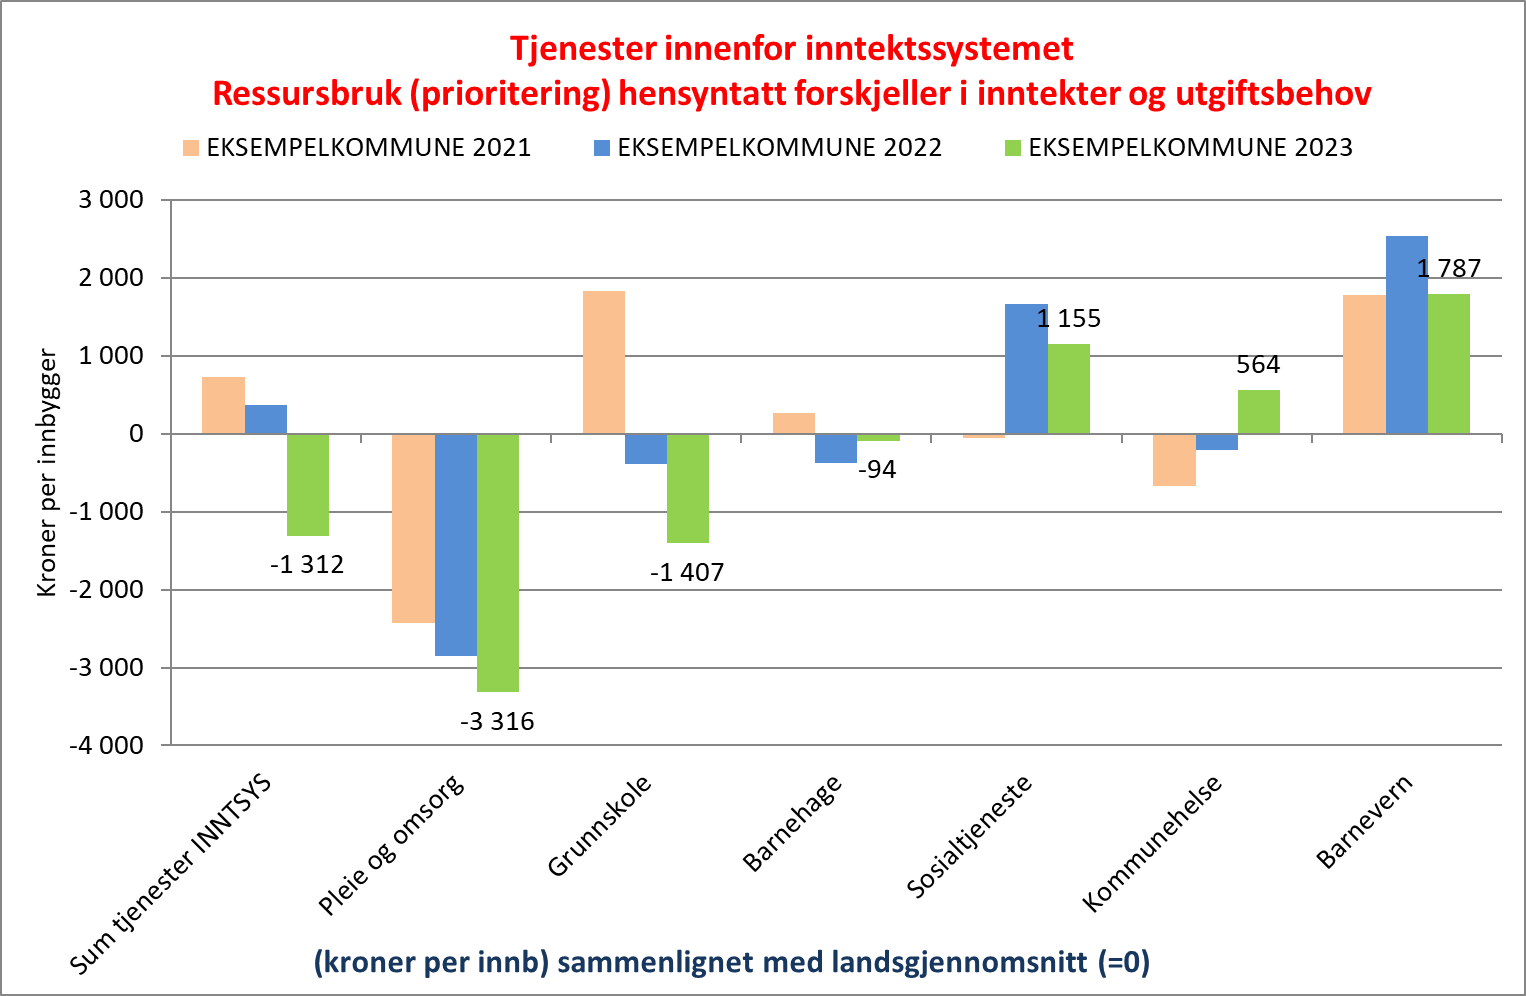 Tjenester innenfor inntektssystemet
Ressursbruk (prioritering) hensyntatt forskjeller i inntekter og utgiftsbehov
EKSEMPELKOMMUNE 2021
EKSEMPELKOMMUNE 2022
EKSEMPELKOMMUNE 2023
Kroner per innbygger
3 000
2 000
1 000
0
-1 000
-2 000
-3 000
-4 000
-1 312
-3 316
-1 407
-94
1 155
564
1 787
Sum tjenester INNTSYS
Pleie og omsorg
Grunnskole
Barnehage
Sosialtjeneste
Kommunehelse
Barnevern
(kroner per innb) sammenlignet med landsgjennomsnitt (=0)